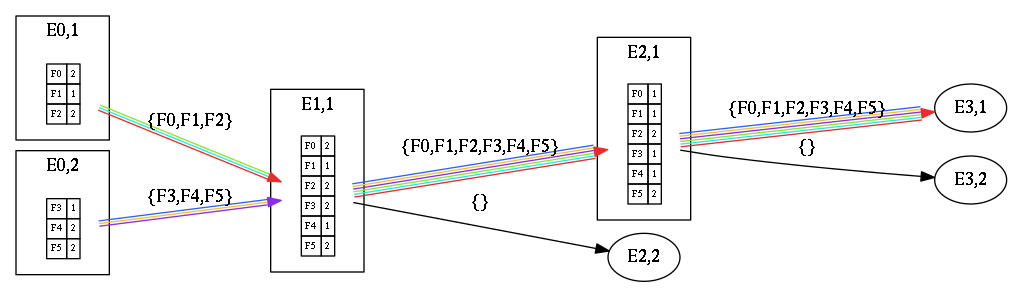 E0,1
F0 2
F1 1
F2 2
{F0,F1,F2}
E0,2
F3 1
F4 2
F5 2
{F3,F4,F5}
E1,1
F0 2
F1 1
F2 2
F3 2
F4 1
F5 2
{F0,F1,F2,F3,F4,F5}
{}
E2,1
F0 1
F1 1
F2 2
F3 1
F4 1
F5 2
E2,2
{F0,F1,F2,F3,F4,F5}
{}
E3,1
E3,2